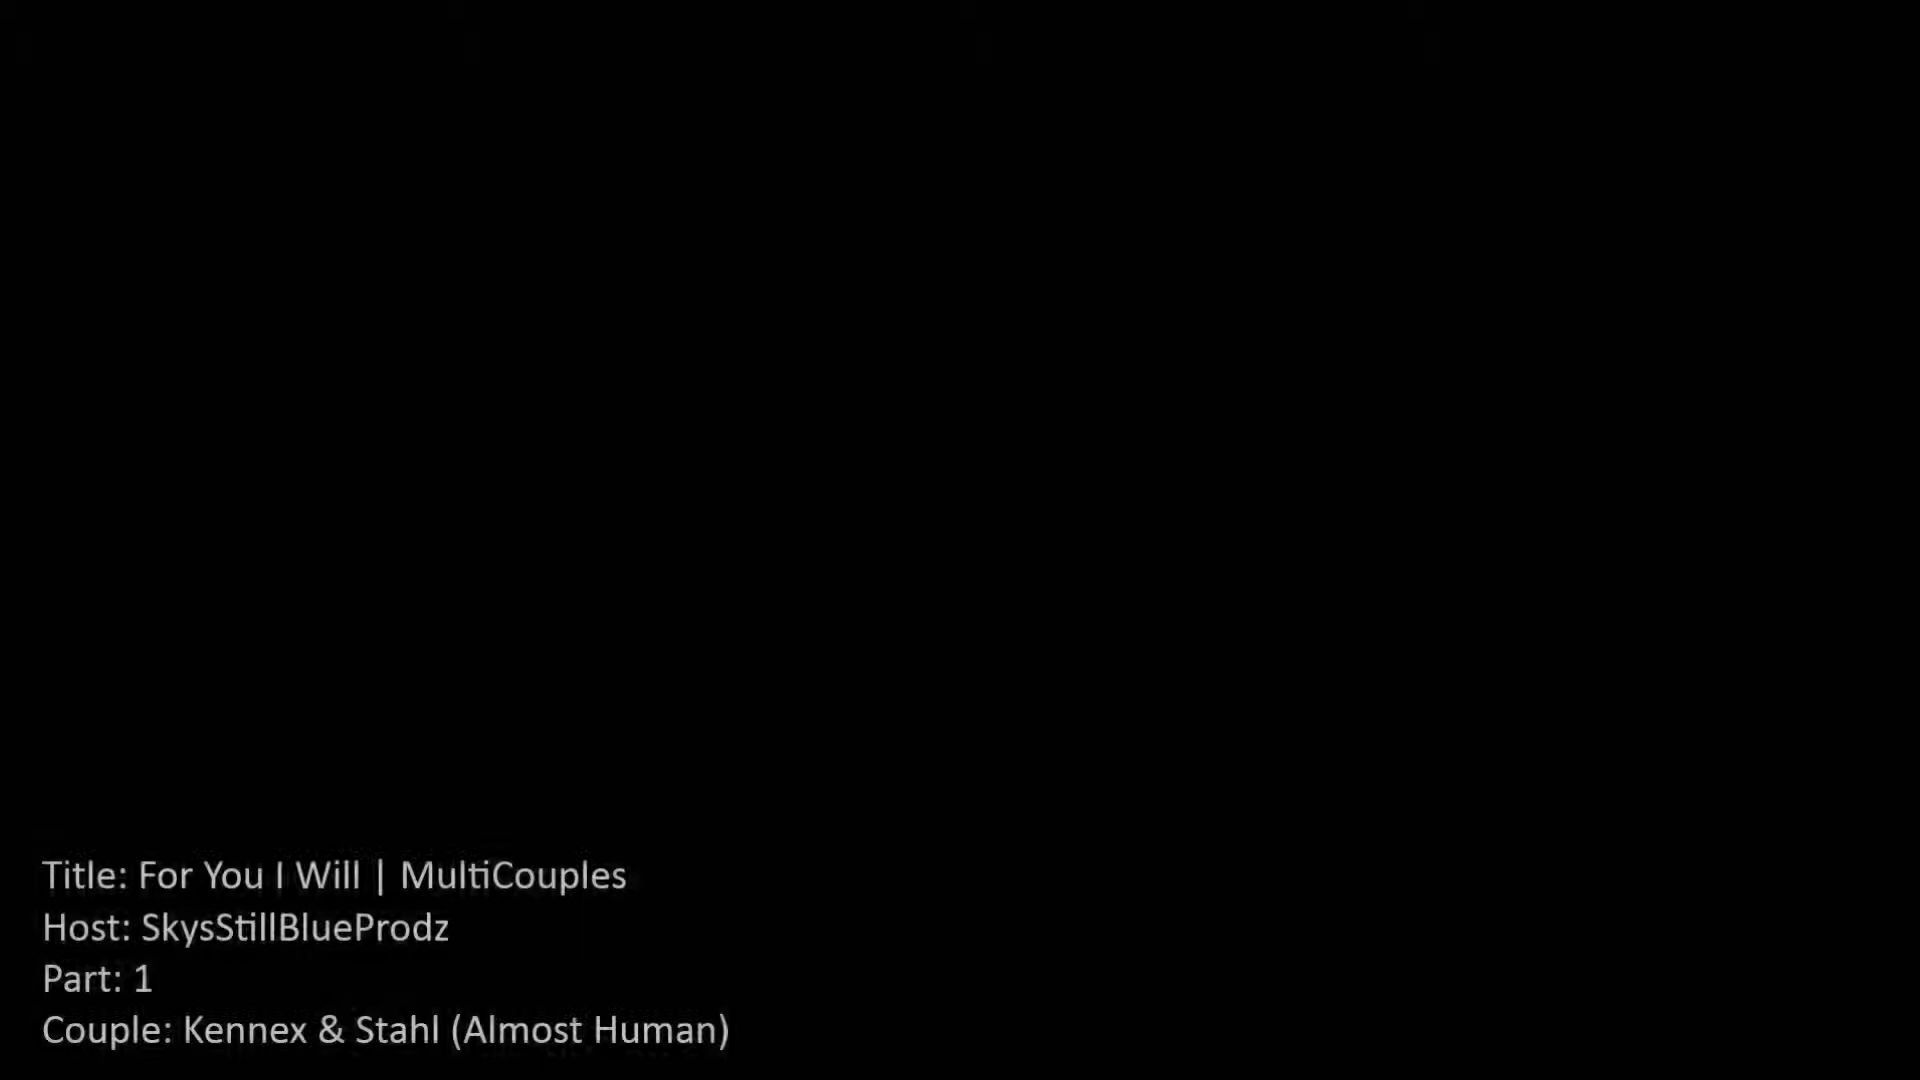 Title: For You I Will | MultiCouples
Host: SkysStillBlueProdz
Part: 1
Couple: Kennex & Stahl (Almost Human)